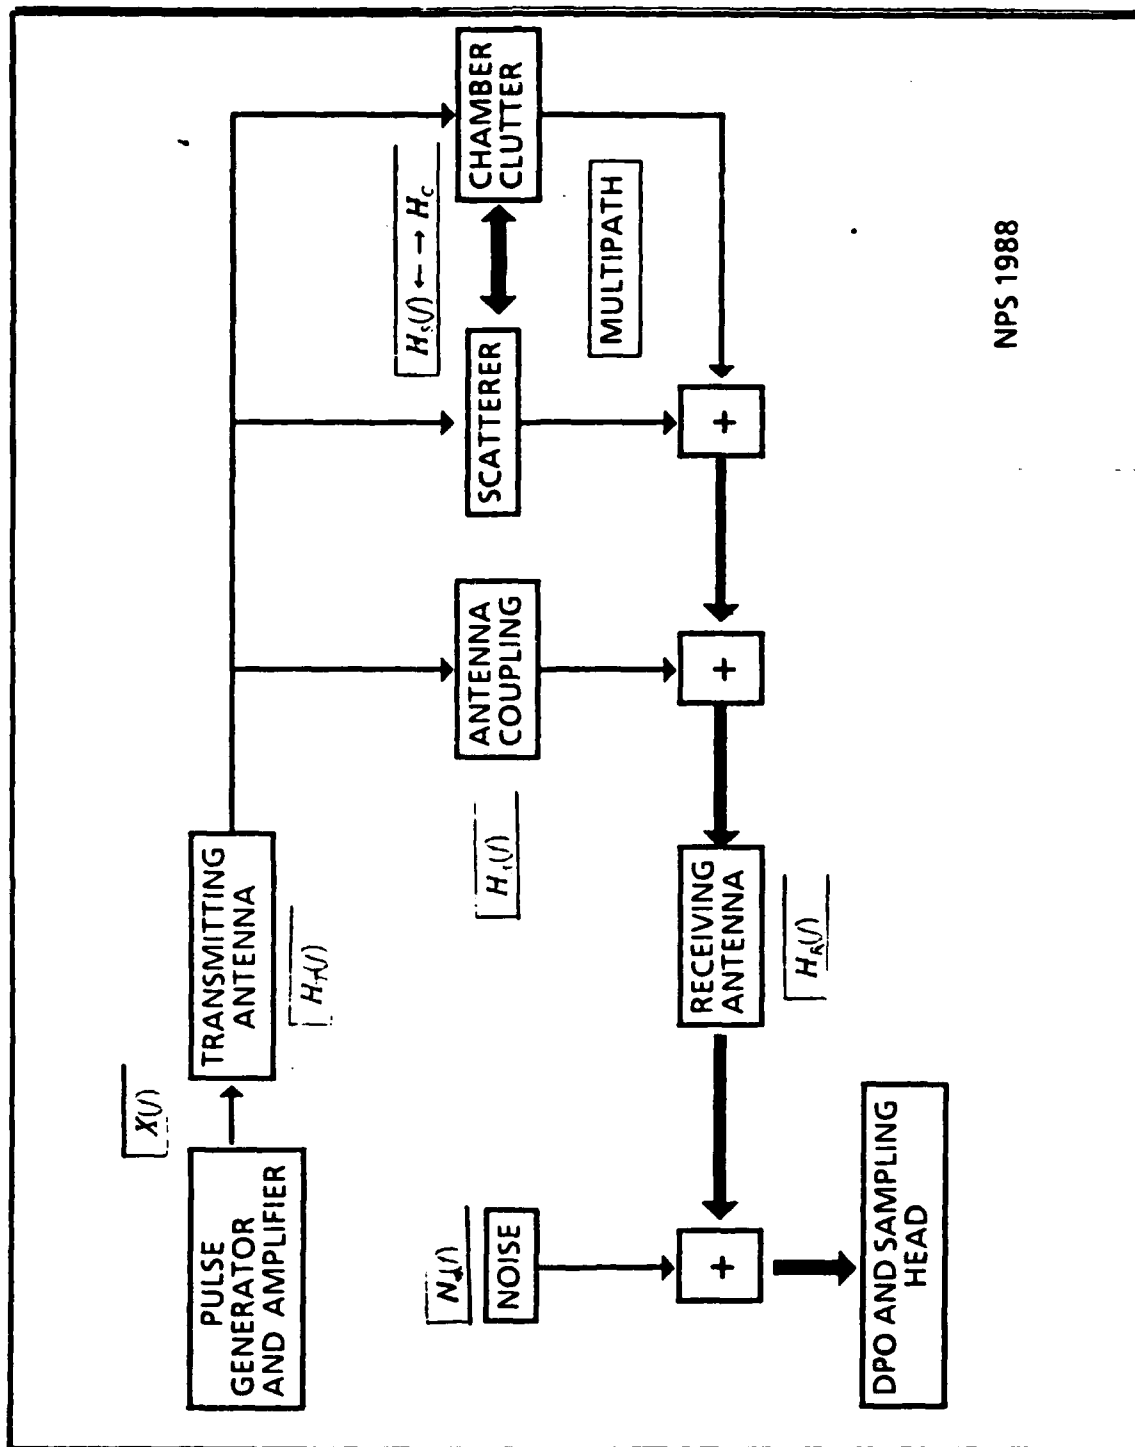 PULSE
GENERATOR
AND AMPLIFIER
X(f)
TRANSMITTING
ANTENNA
H_T(f)
ANTENNA
COUPLING
SCATTERER
H_s(f) ←→ H_C
CHAMBER
CLUTTER
MULTIPATH
NOISE
+
RECEIVING
ANTENNA
H_R(f)
+
+
DPO AND SAMPLING
HEAD
NPS 1988